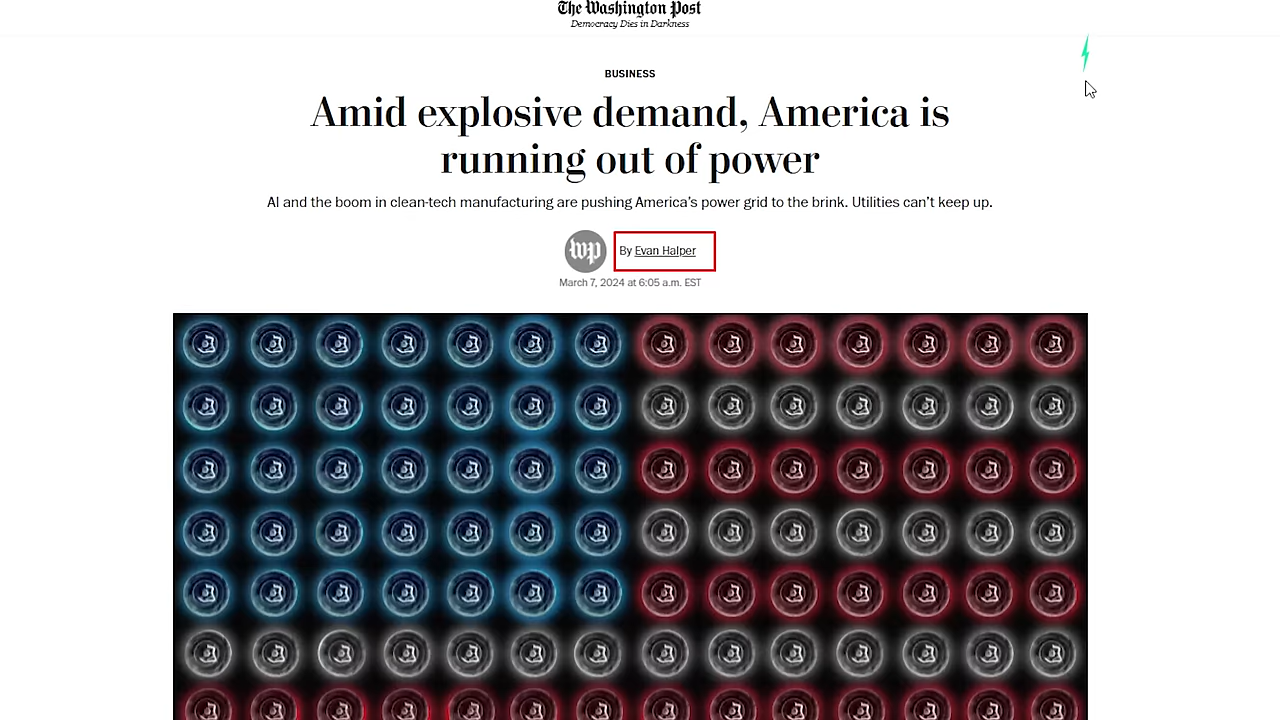 The Washington Post
Democracy Dies in Darkness
BUSINESS
Amid explosive demand, America is
running out of power
AI and the boom in clean-tech manufacturing are pushing America’s power grid to the brink. Utilities can’t keep up.
wp
By Evan Halper
March 7, 2024 at 6:05 a.m. EST